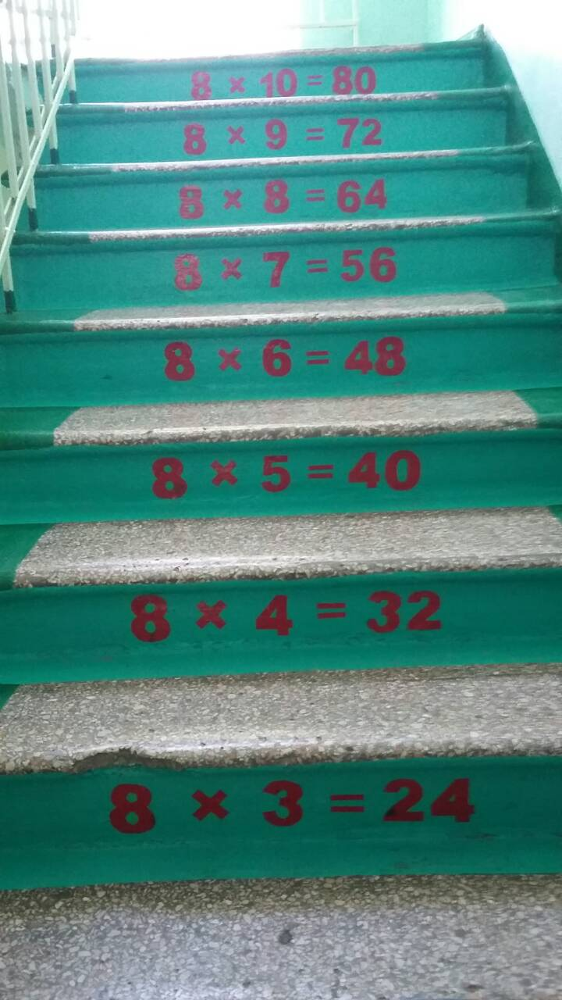 8 × 10 = 80
8 × 9 = 72
8 × 8 = 64
8 × 7 = 56
8 × 6 = 48
8 × 5 = 40
8 × 4 = 32
8 × 3 = 24